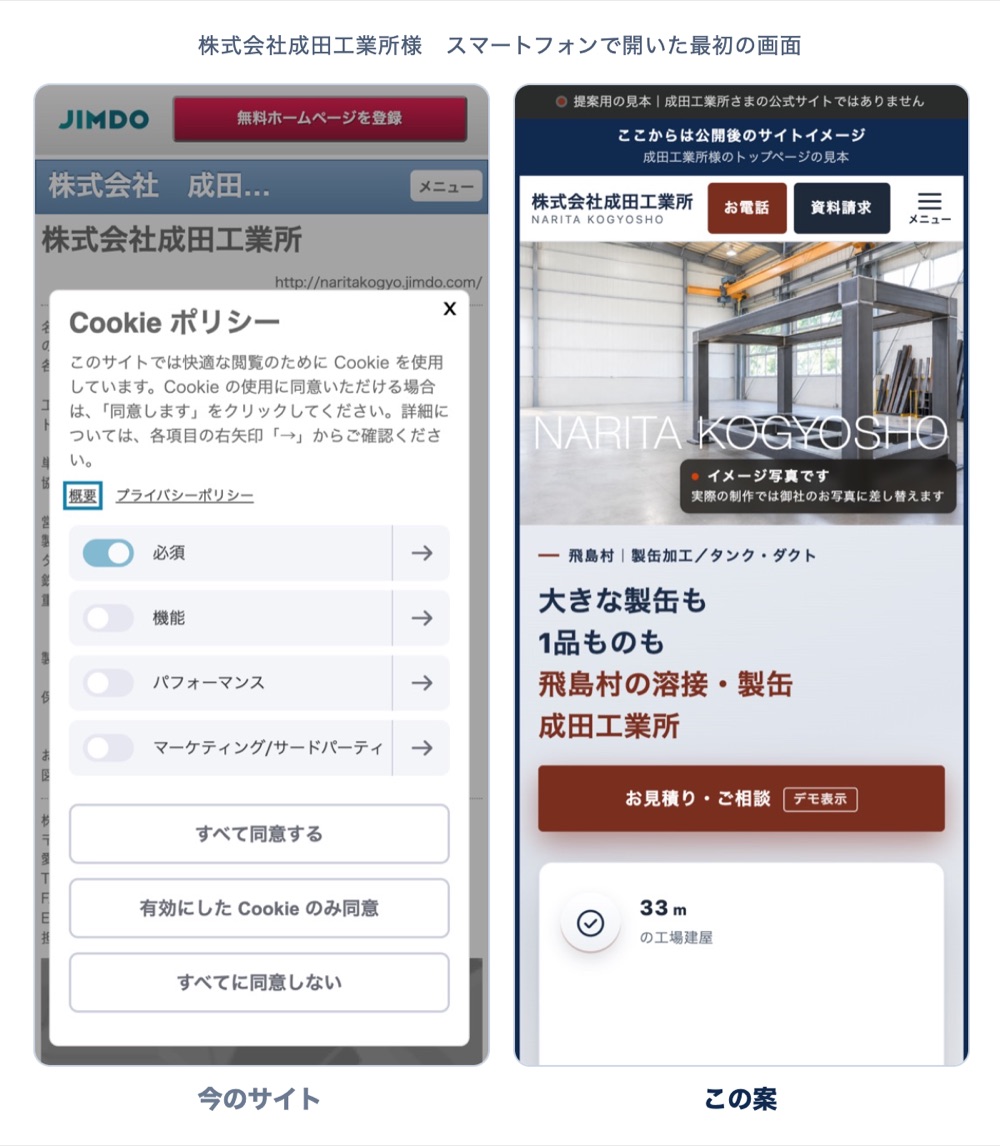 株式会社成田工業所様　スマートフォンで開いた最初の画面
JIMDO
無料ホームページを登録
株式会社　成田...
メニュー
株式会社成田工業所
http://naritakogyo.jimdo.com/
Cookie ポリシー
X
このサイトでは快適な閲覧のために Cookie を使用
しています。Cookie の使用に同意いただける場合
は、「同意します」をクリックしてください。詳細に
ついては、各項目の右矢印「→」からご確認くださ
い。
概要 プライバシーポリシー
必須 →
機能 →
パフォーマンス →
マーケティング/サードパーティ →
すべて同意する
有効にした Cookie のみ同意
すべてに同意しない
今のサイト
提案用の見本｜成田工業所さまの公式サイトではありません
ここからは公開後のサイトイメージ
成田工業所様のトップページの見本
株式会社成田工業所
NARITA KOGYOSHO
お電話
資料請求
メニュー
NARITA KOGYOSHO
イメージ写真です
実際の制作では御社のお写真に差し替えます
飛島村｜製缶加工／タンク・ダクト
大きな製缶も
1品ものも
飛島村の溶接・製缶
成田工業所
お見積り・ご相談 デモ表示
33 m
の工場建屋
この案